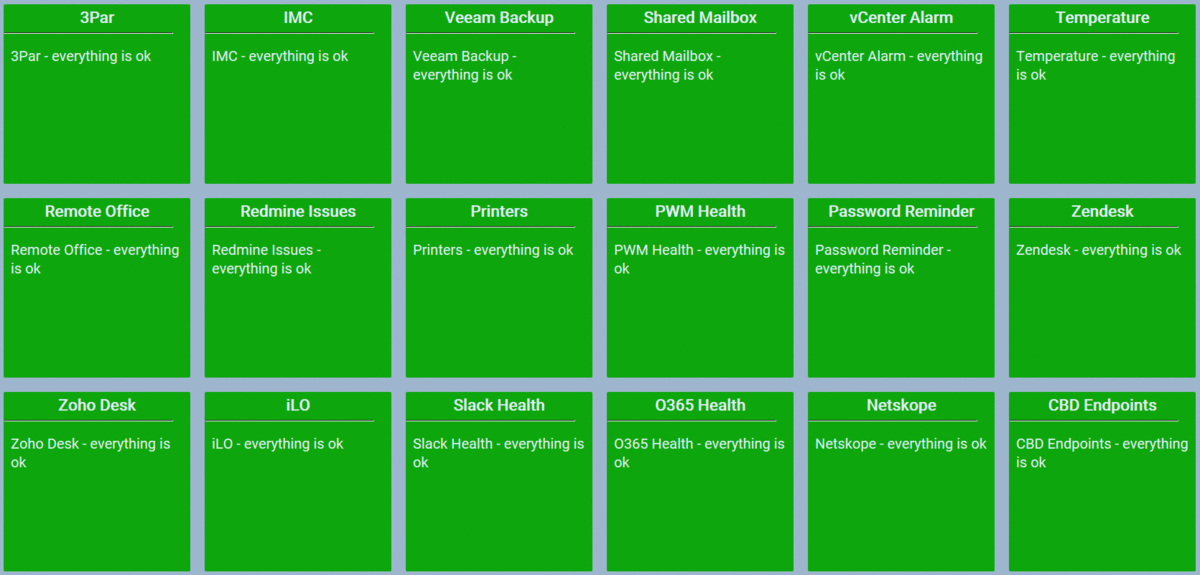 3Par
3Par - everything is ok
IMC
IMC - everything is ok
Veeam Backup
Veeam Backup -
everything is ok
Shared Mailbox
Shared Mailbox -
everything is ok
vCenter Alarm
vCenter Alarm - everything
is ok
Temperature
Temperature - everything
is ok
Remote Office
Remote Office - everything
is ok
Redmine Issues
Redmine Issues -
everything is ok
Printers
Printers - everything is ok
PWM Health
PWM Health - everything is
ok
Password Reminder
Password Reminder -
everything is ok
Zendesk
Zendesk - everything is ok
Zoho Desk
Zoho Desk - everything is
ok
iLO
iLO - everything is ok
Slack Health
Slack Health - everything is
ok
O365 Health
O365 Health - everything is
ok
Netskope
Netskope - everything is ok
CBD Endpoints
CBD Endpoints - everything
is ok